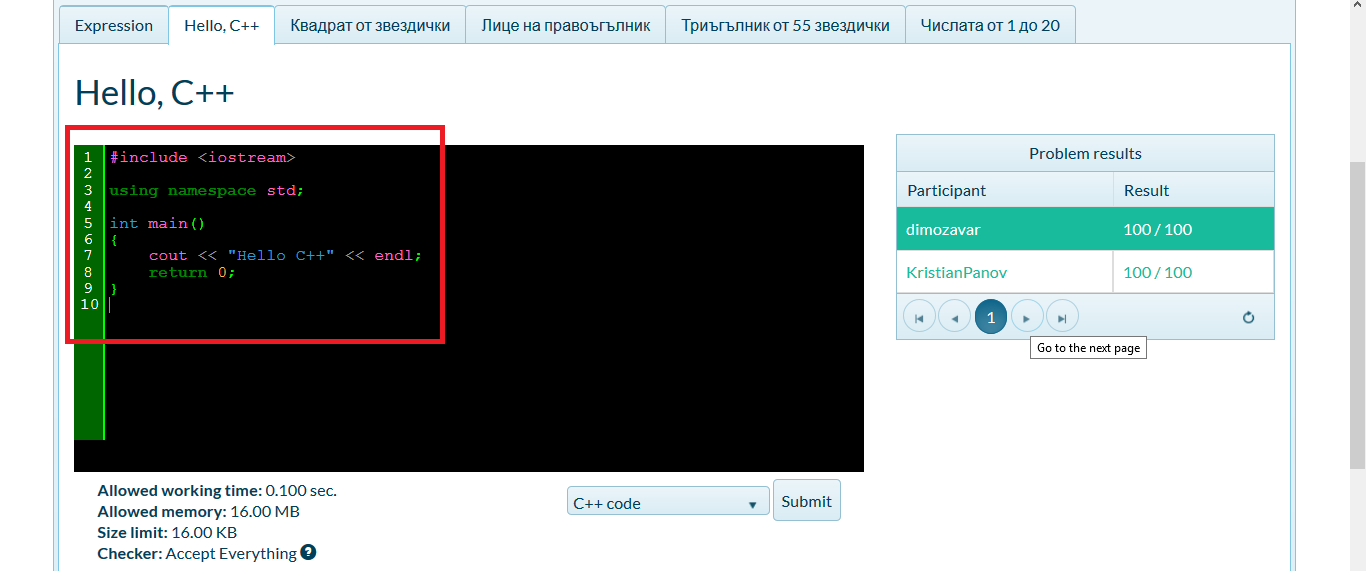 Expression
Hello, C++
Квадрат от звездички
Лице на правоъгълник
Триъгълник от 55 звездички
Числата от 1 до 20
Hello, C++
1 #include <iostream>
2
3 using namespace std;
4
5 int main()
6 {
7     cout << "Hello C++" << endl;
8     return 0;
9 }
10
Problem results
Participant Result
dimozavar 100 / 100
KristianPanov 100 / 100
1
Go to the next page
Allowed working time: 0.100 sec.
Allowed memory: 16.00 MB
Size limit: 16.00 KB
Checker: Accept Everything ?
C++ code
Submit